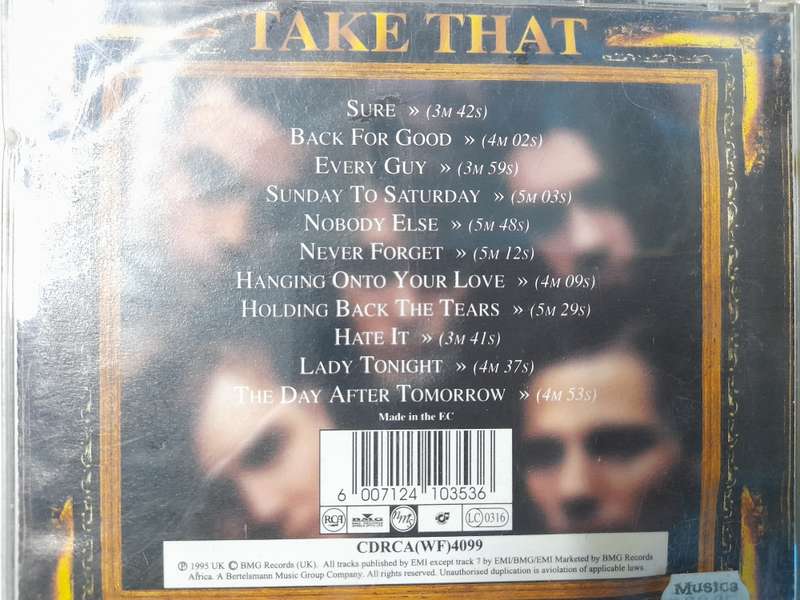 TAKE THAT
SURE » (3M 42S)
BACK FOR GOOD » (4M 02S)
EVERY GUY » (3M 59S)
SUNDAY TO SATURDAY » (5M 03S)
NOBODY ELSE » (5M 48S)
NEVER FORGET » (5M 12S)
HANGING ONTO YOUR LOVE » (4M 09S)
HOLDING BACK THE TEARS » (5M 29S)
HATE IT » (3M 41S)
LADY TONIGHT » (4M 37S)
THE DAY AFTER TOMORROW » (4M 53S)
Made in the EC
6 007124 103536
RCA BMG LC 0316
CDRCA(WF)4099
℗ 1995 UK © BMG Records (UK). All tracks published by EMI except track 7 by EMI/BMG/EMI Marketed by BMG Records
Africa. A Bertelsmann Music Group Company. All rights reserved. Unauthorised duplication is aviolation of applicable laws.
Musica